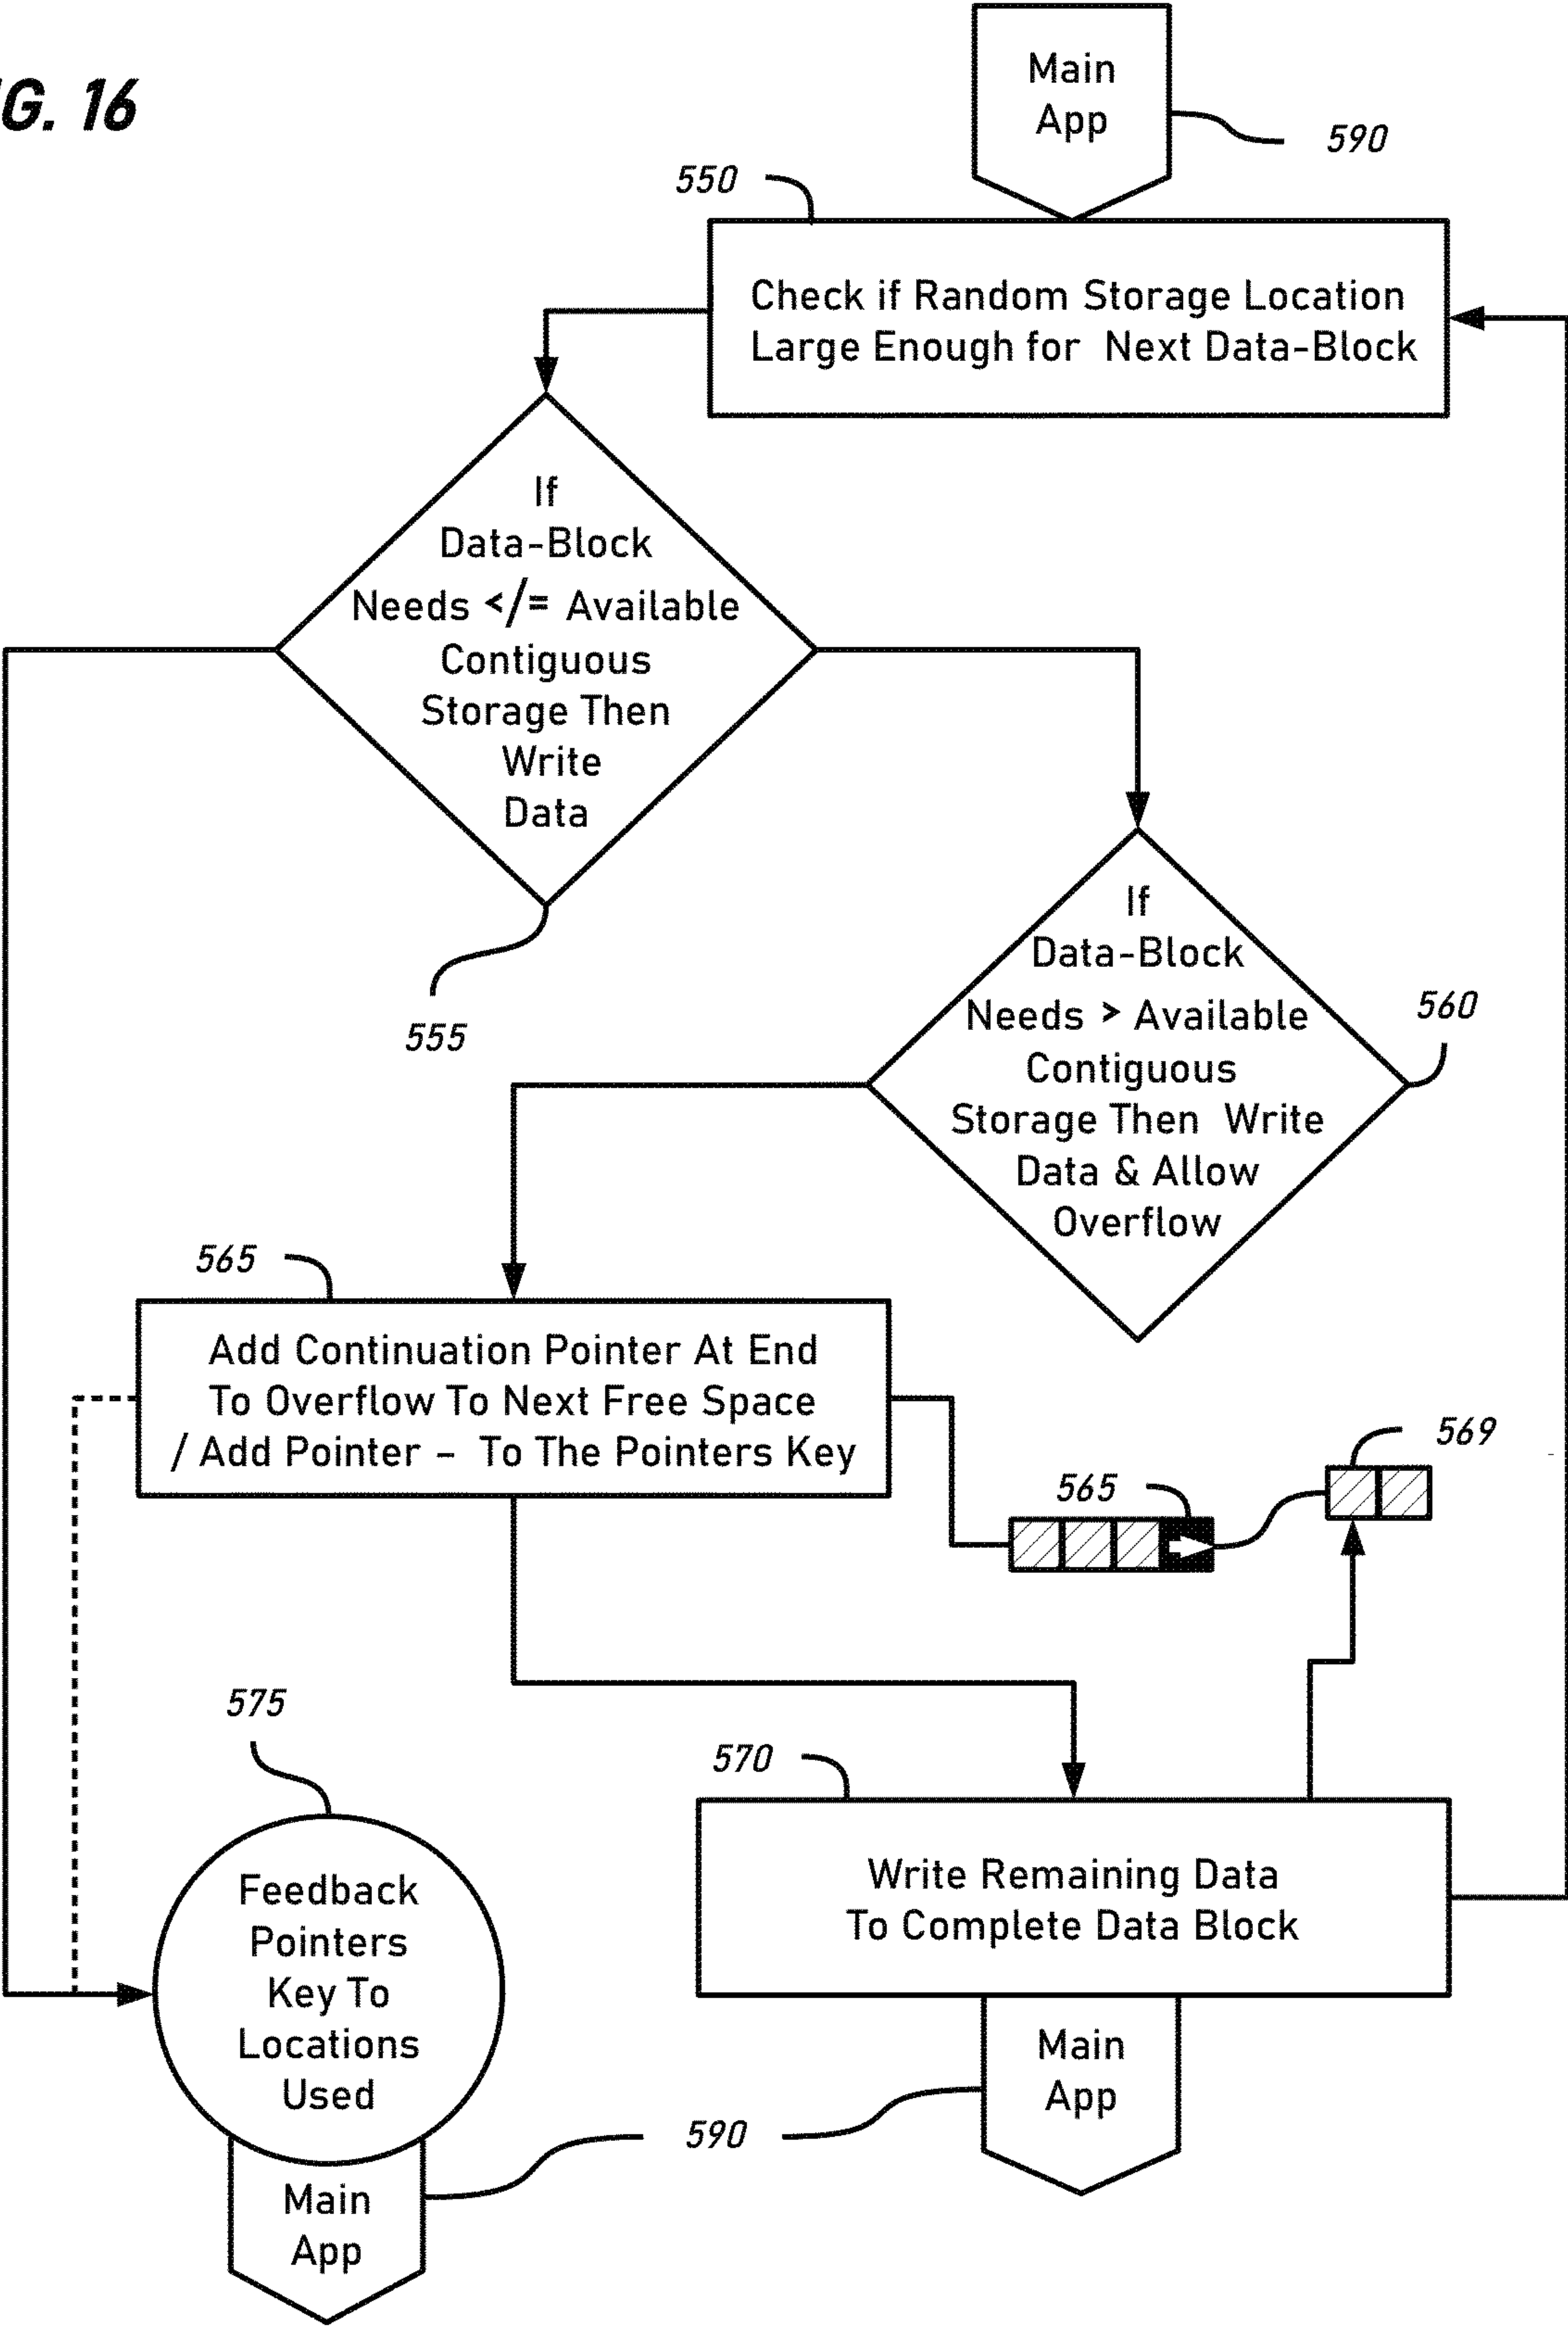 G. 16
Main
App
590
550
Check if Random Storage Location
Large Enough for Next Data-Block
If
Data-Block
Needs </= Available
Contiguous
Storage Then
Write
Data
555
If
Data-Block
Needs > Available
Contiguous
Storage Then Write
Data & Allow
Overflow
560
565
Add Continuation Pointer At End
To Overflow To Next Free Space
/ Add Pointer - To The Pointers Key
565
569
575
Feedback
Pointers
Key To
Locations
Used
570
Write Remaining Data
To Complete Data Block
Main
App
590
Main
App